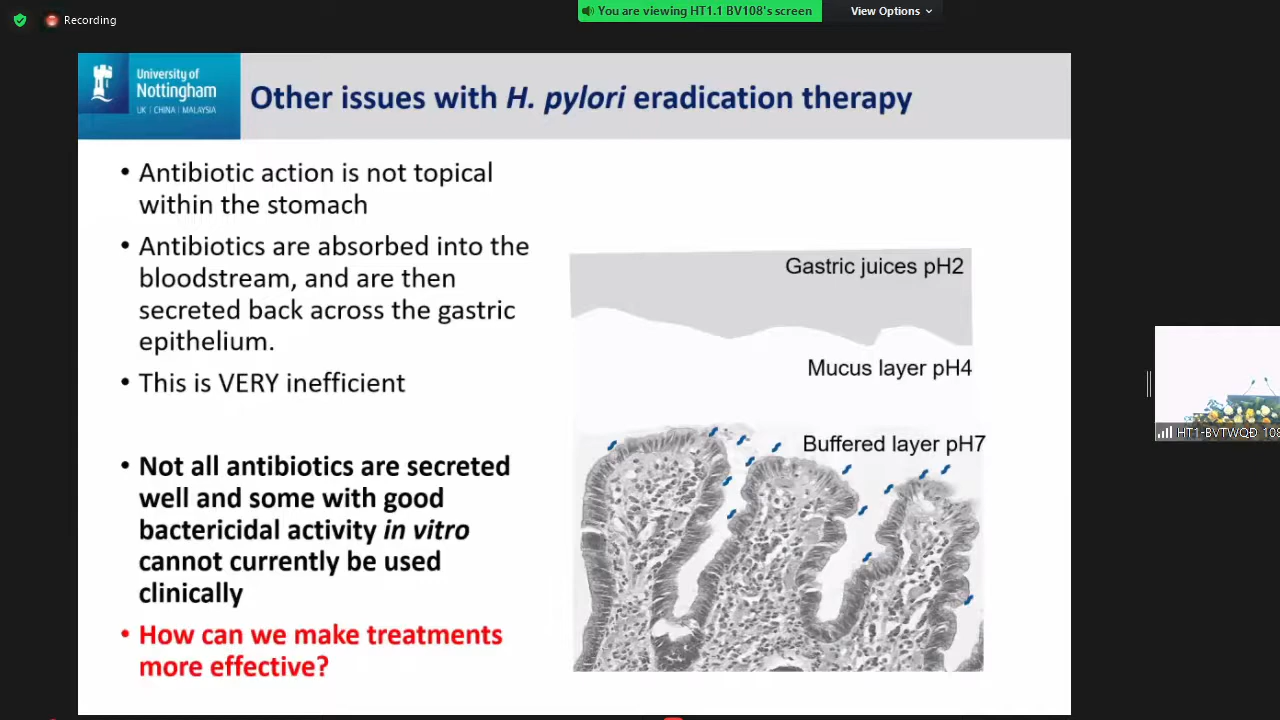 Recording
You are viewing HT1.1 BV108's screen
View Options
University of
Nottingham
UK | CHINA | MALAYSIA
Other issues with H. pylori eradication therapy
• Antibiotic action is not topical
within the stomach
• Antibiotics are absorbed into the
bloodstream, and are then
secreted back across the gastric
epithelium.
• This is VERY inefficient
• Not all antibiotics are secreted
well and some with good
bactericidal activity in vitro
cannot currently be used
clinically
• How can we make treatments
more effective?
Gastric juices pH2
Mucus layer pH4
Buffered layer pH7
HT1-BVTWQĐ 108